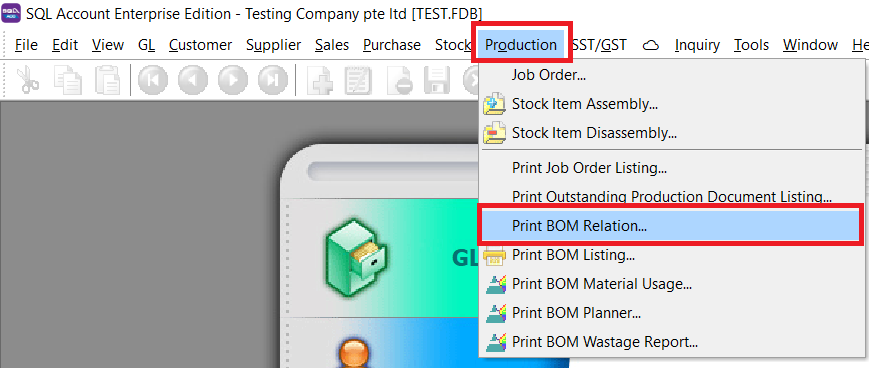 SQL Account Enterprise Edition - Testing Company pte ltd [TEST.FDB]
File Edit View GL Customer Supplier Sales Purchase Stock Production SST/GST Inquiry Tools Window He
Job Order...
Stock Item Assembly...
Stock Item Disassembly...
Print Job Order Listing...
Print Outstanding Production Document Listing...
Print BOM Relation...
GL
Print BOM Listing...
Print BOM Material Usage...
Print BOM Planner...
Print BOM Wastage Report...